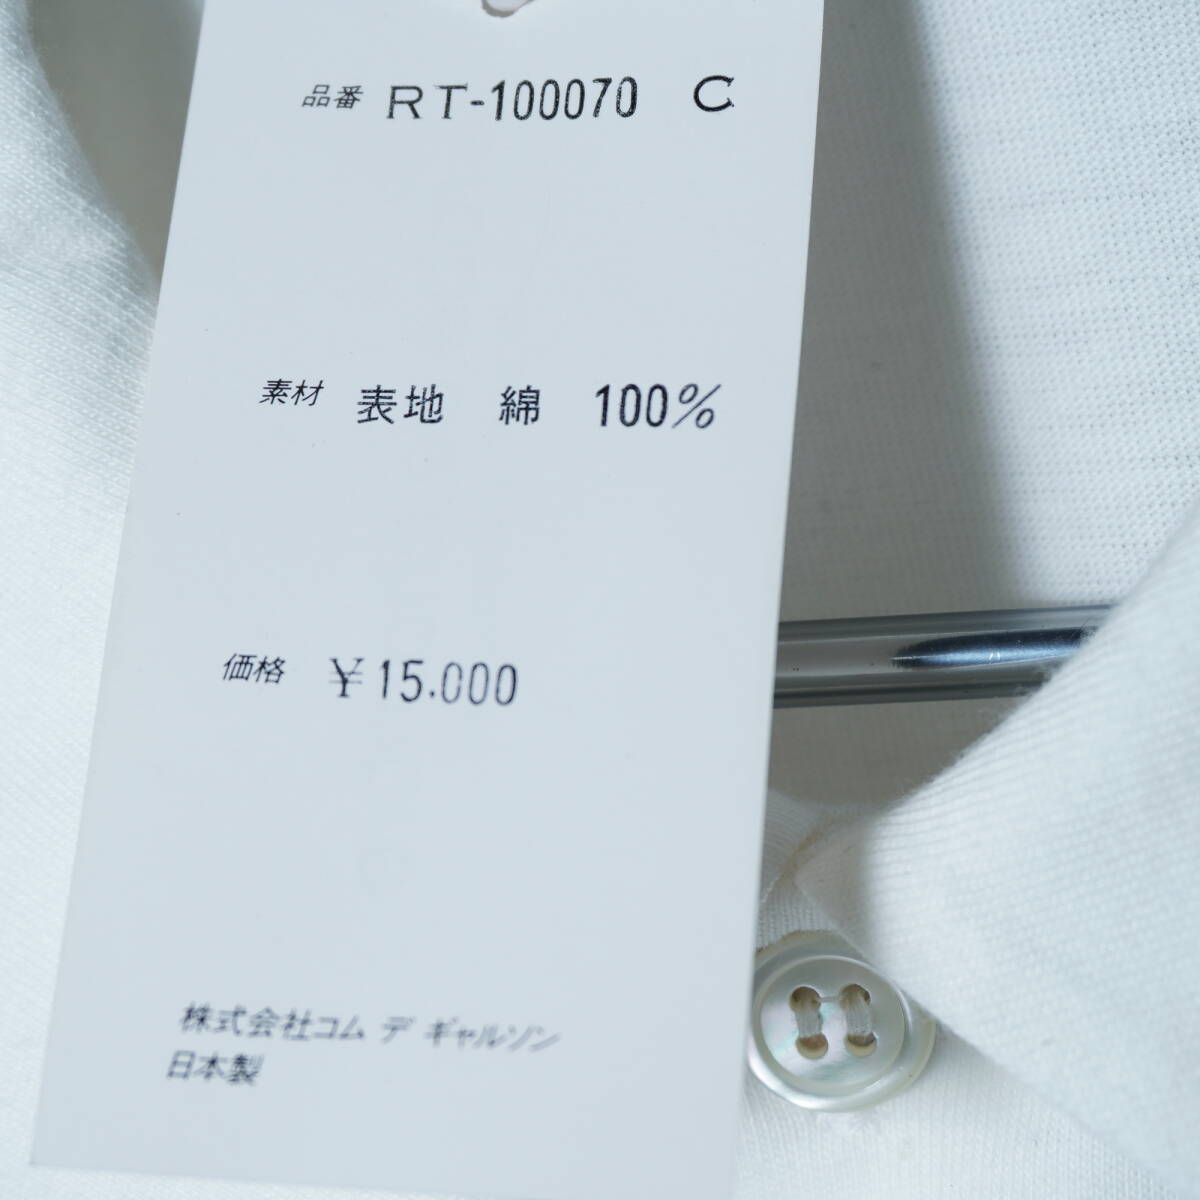 品番 RT-100070 C
素材 表地 綿 100%
価格 ¥15.000
株式会社コム デ ギャルソン
日本製